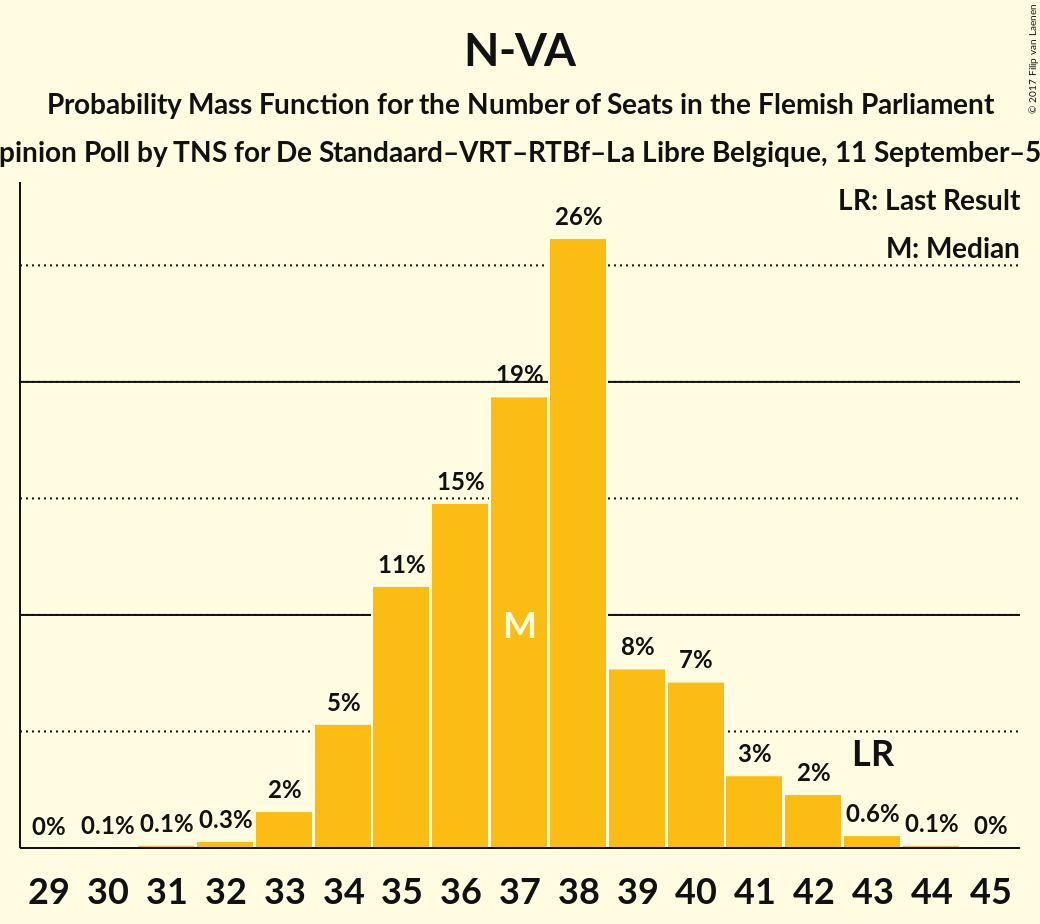 N-VA
Probability Mass Function for the Number of Seats in the Flemish Parliament
pinion Poll by TNS for De Standaard–VRT–RTBf–La Libre Belgique, 11 September–5
© 2017 Filip van Laenen
LR: Last Result
M: Median
26%
19%
15%
11%
M
8%
7%
5%
3%
LR
2%
2%
0% 0.1% 0.1% 0.3% 0.6% 0.1% 0%
29 30 31 32 33 34 35 36 37 38 39 40 41 42 43 44 45